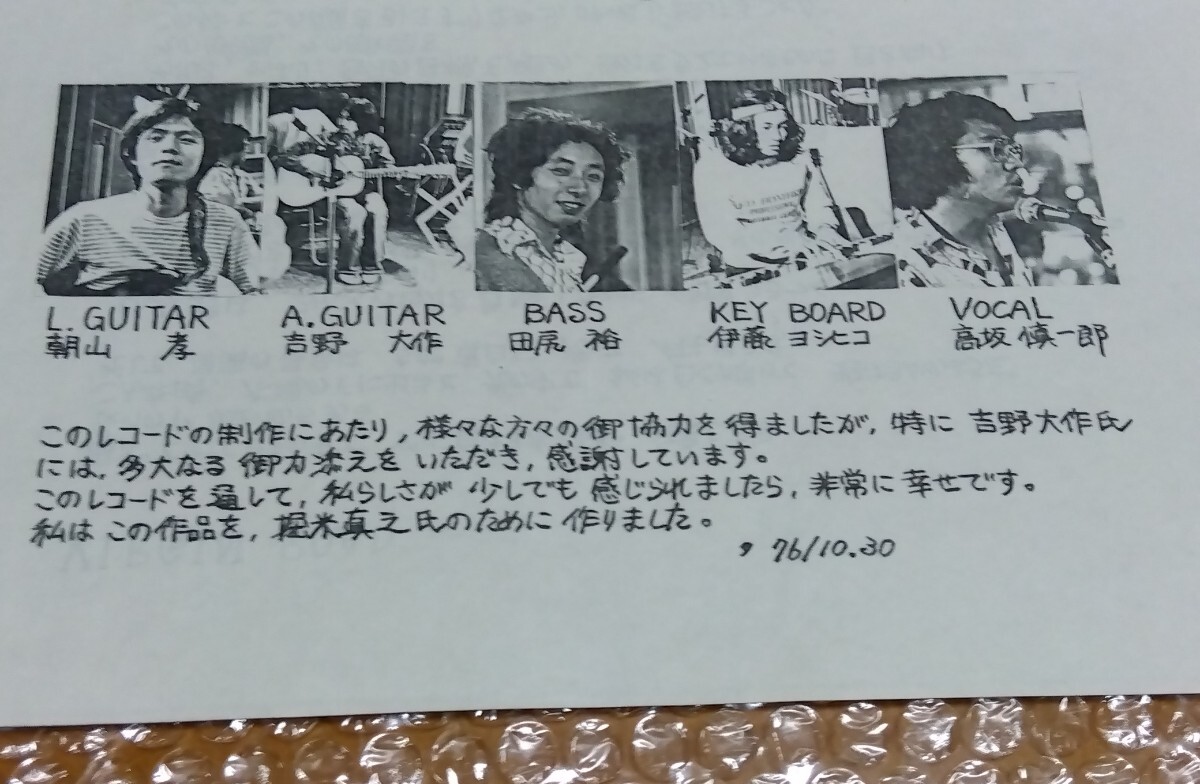 L. GUITAR A. GUITAR BASS KEY BOARD VOCAL
朝山 孝 吉野 大作 田尻 裕 伊藤 ヨシヒコ 高坂 慎一郎
このレコードの制作にあたり, 様々な方々の御協力を得ましたが, 特に 吉野大作氏
には, 多大なる 御力添えを いただき, 感謝しています。
このレコードを通して, 私らしさが 少しでも 感じられましたら, 非常に 幸せです。
私は この作品を, 堀米真之氏のために 作りました。
, 76/10.30